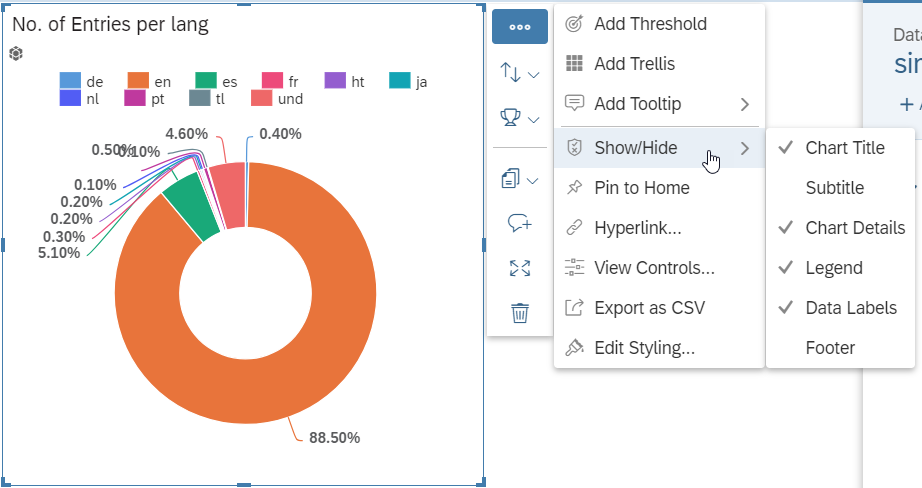 No. of Entries per lang
de en es fr ht ja
nl pt tl und
4.60% 0.40%
0.50% 0.10%
0.10%
0.20%
0.20%
0.30%
5.10%
88.50%
Add Threshold
Add Trellis
Add Tooltip
Show/Hide
Pin to Home
Hyperlink...
View Controls...
Export as CSV
Edit Styling...
Chart Title
Subtitle
Chart Details
Legend
Data Labels
Footer
Data